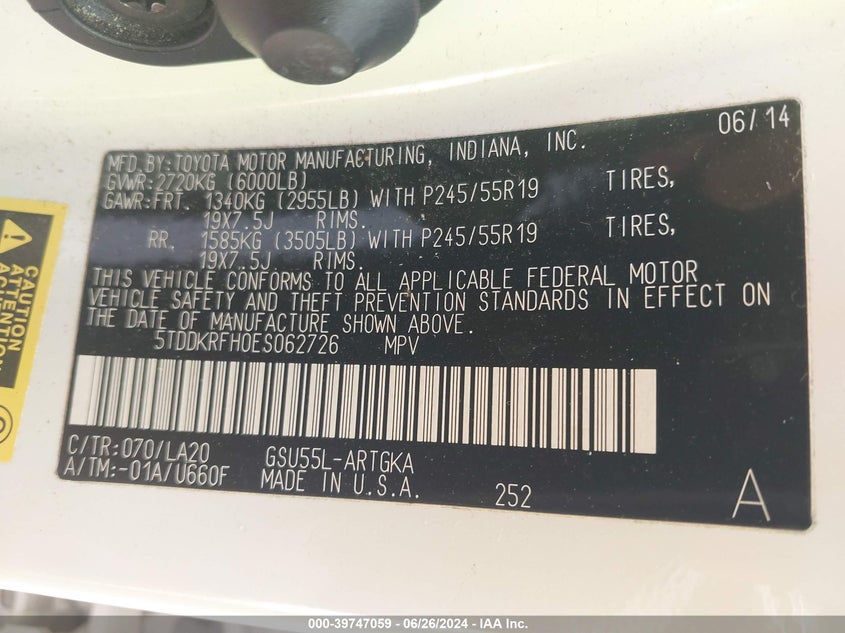 06/14
MFD. BY: TOYOTA MOTOR MANUFACTURING, INDIANA, INC.
GVWR: 2720KG (6000LB)
GAWR: FRT. 1340KG (2955LB) WITH P245/55R19 TIRES,
19X7.5J RIMS.
RR. 1585KG (3505LB) WITH P245/55R19 TIRES,
19X7.5J RIMS.
THIS VEHICLE CONFORMS TO ALL APPLICABLE FEDERAL MOTOR
VEHICLE SAFETY AND THEFT PREVENTION STANDARDS IN EFFECT ON
THE DATE OF MANUFACTURE SHOWN ABOVE.
5TDDKRFH0ES062726 MPV
C/TR: 070/LA20 GSU55L-ARTGKA
A/TM: -01A/U660F MADE IN U.S.A.
252
A
CAUTION
ATTENTION
000-39747059 - 06/26/2024 - IAA Inc.